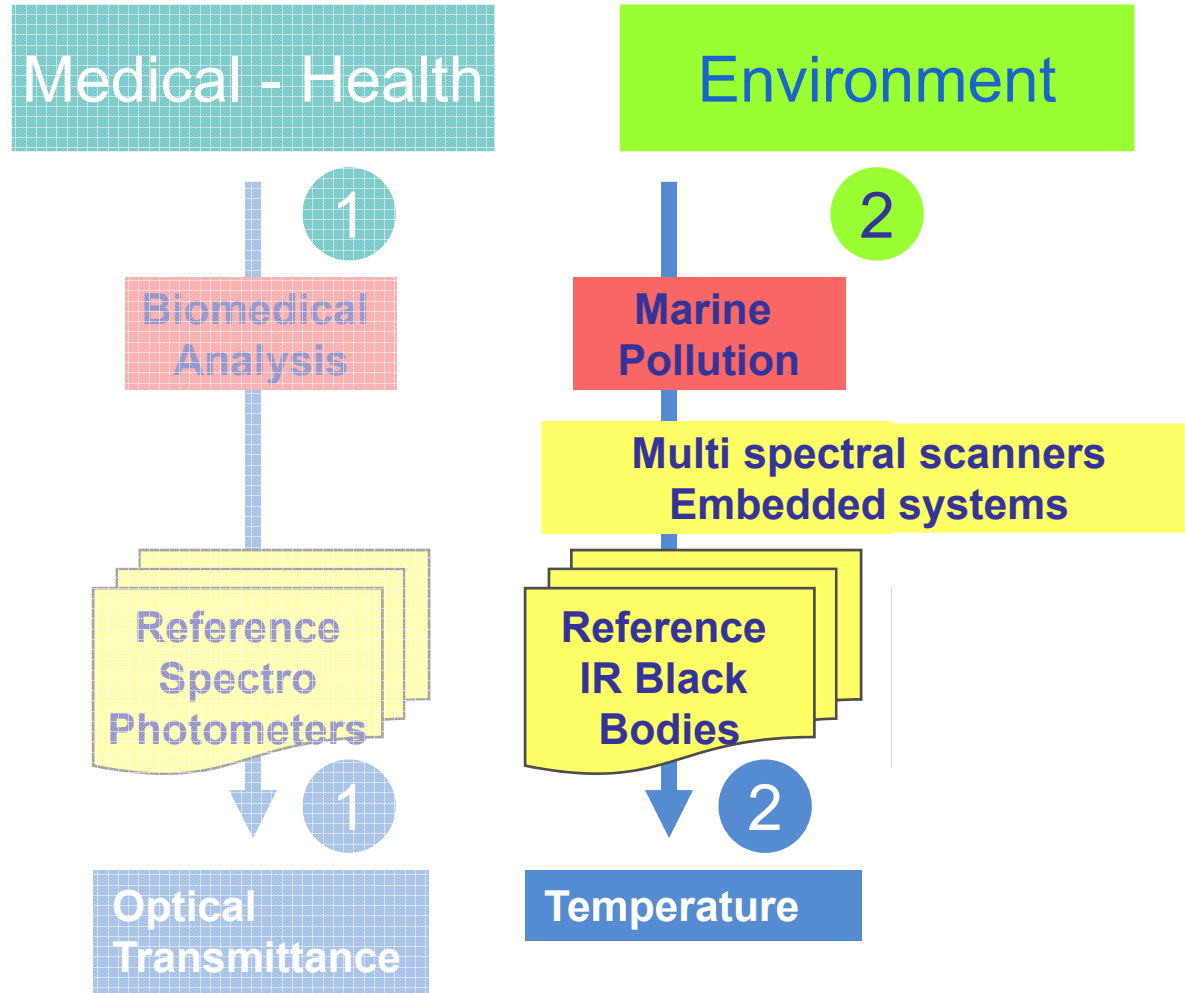 Medical - Health
1
Biomedical
Analysis
Reference
Spectro
Photometers
1
Optical
Transmittance
Environment
2
Marine
Pollution
Multi spectral scanners
Embedded systems
Reference
IR Black
Bodies
2
Temperature